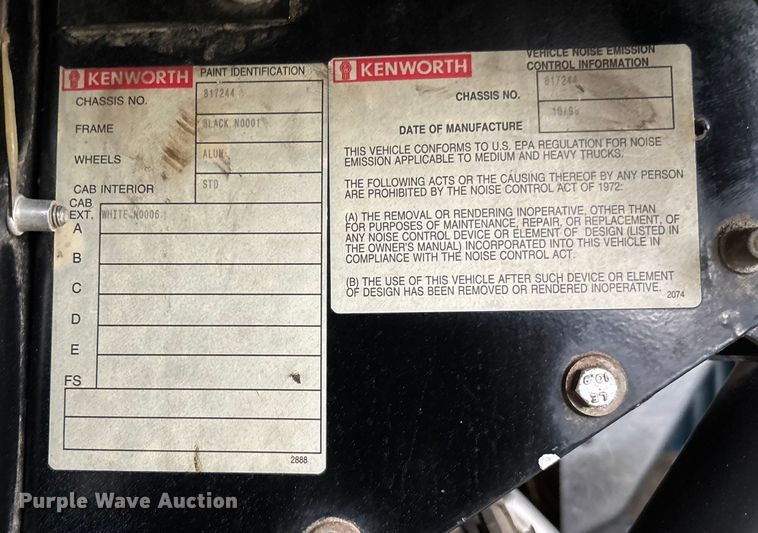 KENWORTH PAINT IDENTIFICATION
CHASSIS NO. 817244
FRAME BLACK N0001
WHEELS ALUM
CAB INTERIOR STD
CAB
EXT.
A WHITE N0006
B
C
D
E
FS
2888
KENWORTH
VEHICLE NOISE EMISSION
CONTROL INFORMATION
CHASSIS NO. 817244
DATE OF MANUFACTURE
THIS VEHICLE CONFORMS TO U.S. EPA REGULATION FOR NOISE
EMISSION APPLICABLE TO MEDIUM AND HEAVY TRUCKS.
THE FOLLOWING ACTS OR THE CAUSING THEREOF BY ANY PERSON
ARE PROHIBITED BY THE NOISE CONTROL ACT OF 1972:
(A) THE REMOVAL OR RENDERING INOPERATIVE, OTHER THAN
FOR PURPOSES OF MAINTENANCE, REPAIR, OR REPLACEMENT, OF
ANY NOISE CONTROL DEVICE OR ELEMENT OF DESIGN (LISTED IN
THE OWNER'S MANUAL) INCORPORATED INTO THIS VEHICLE IN
COMPLIANCE WITH THE NOISE CONTROL ACT.
(B) THE USE OF THIS VEHICLE AFTER SUCH DEVICE OR ELEMENT
OF DESIGN HAS BEEN REMOVED OR RENDERED INOPERATIVE.
2074
10.9
LE
Purple Wave Auction